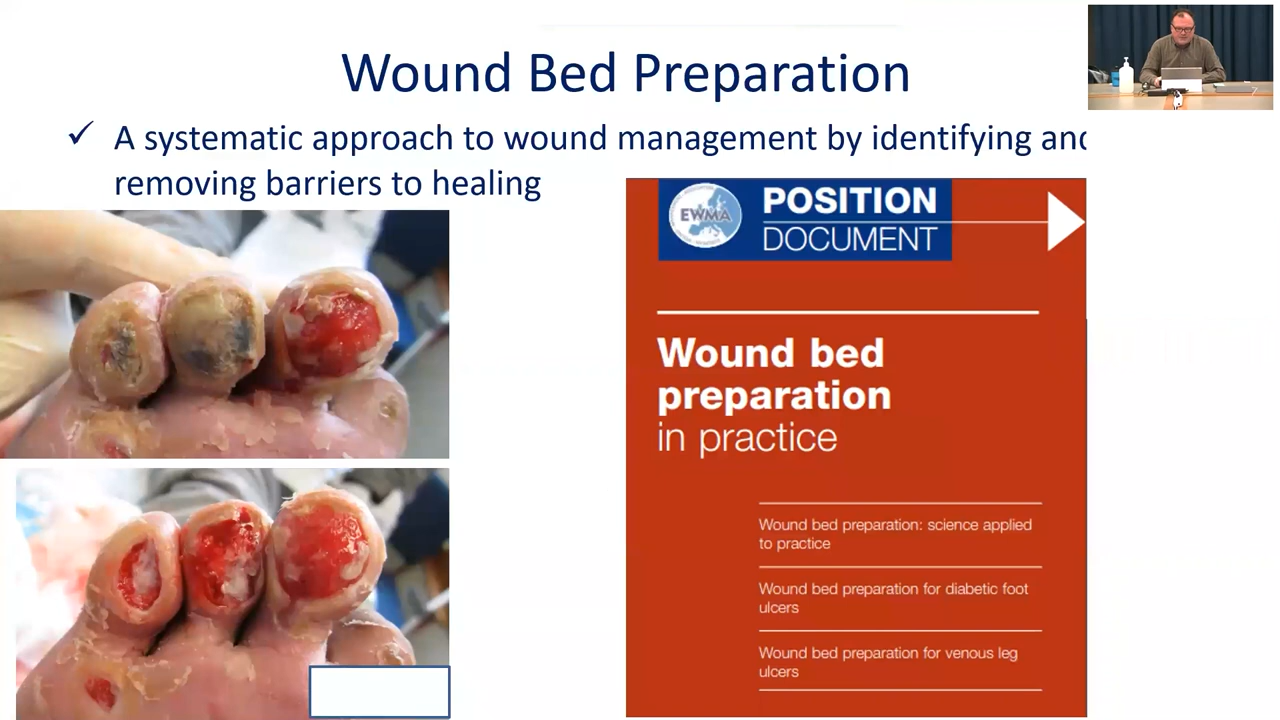 Wound Bed Preparation
✓ A systematic approach to wound management by identifying and
removing barriers to healing
EWMA
POSITION
DOCUMENT
Wound bed
preparation
in practice
Wound bed preparation: science applied
to practice
Wound bed preparation for diabetic foot
ulcers
Wound bed preparation for venous leg
ulcers